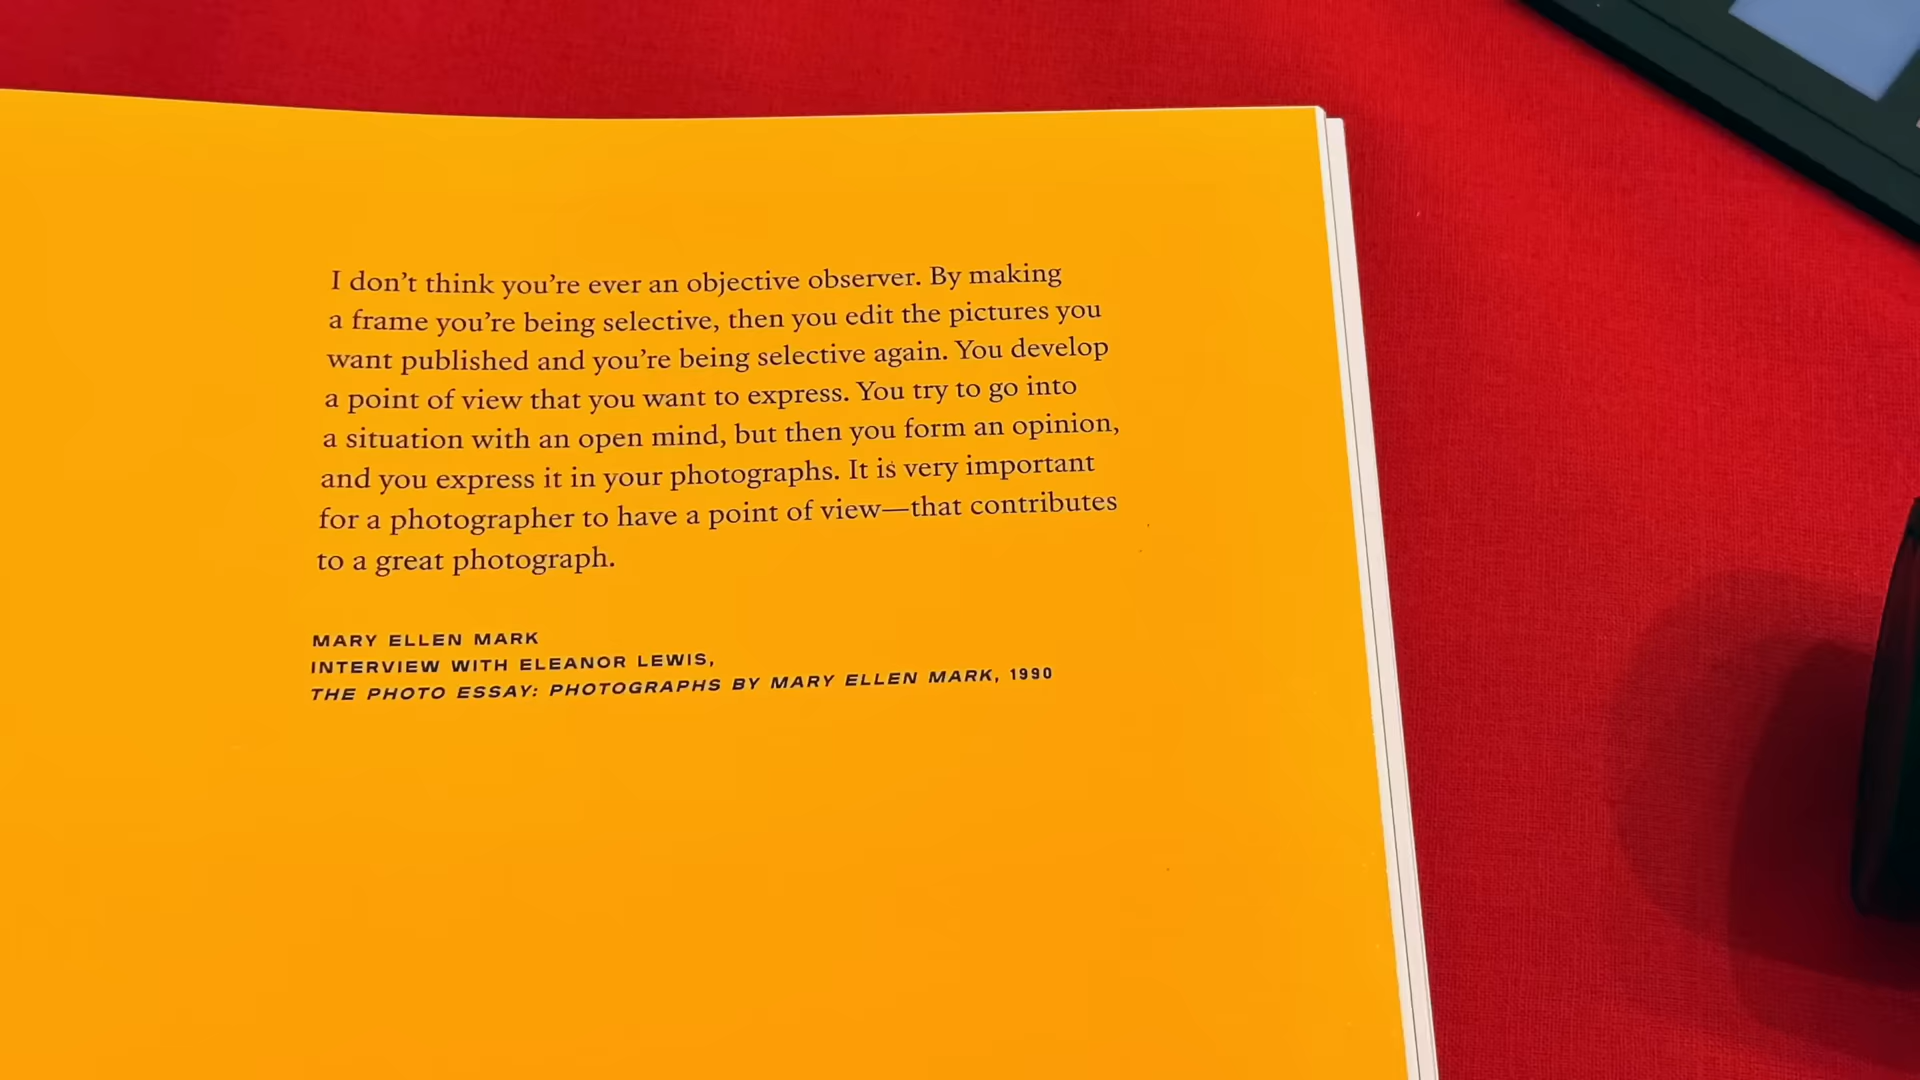 I don’t think you’re ever an objective observer. By making
a frame you’re being selective, then you edit the pictures you
want published and you’re being selective again. You develop
a point of view that you want to express. You try to go into
a situation with an open mind, but then you form an opinion,
and you express it in your photographs. It is very important
for a photographer to have a point of view—that contributes
to a great photograph.
MARY ELLEN MARK
INTERVIEW WITH ELEANOR LEWIS,
THE PHOTO ESSAY: PHOTOGRAPHS BY MARY ELLEN MARK, 1990